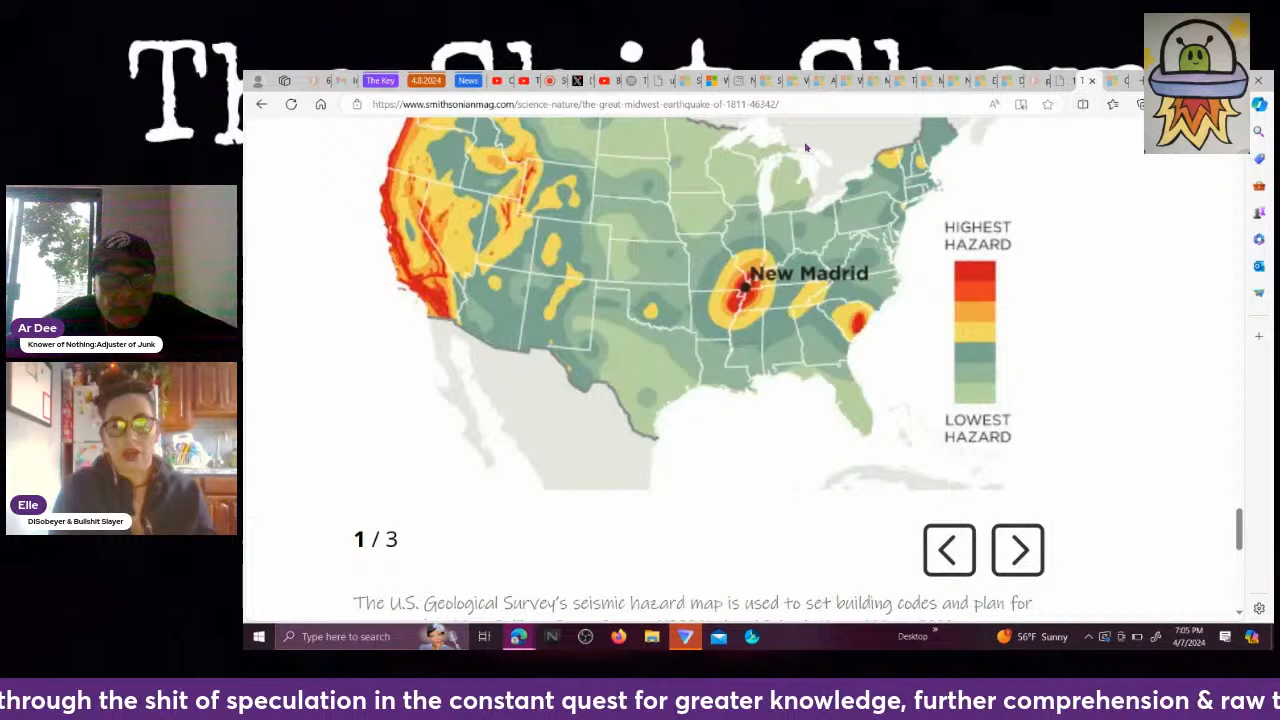 The Shit Show
The Key
4.8.2024
News
https://www.smithsonianmag.com/science-nature/the-great-midwest-earthquake-of-1811-46342/
Ar Dee
Knower of Nothing:Adjuster of Junk
Elle
DISobeyer & Bullshit Slayer
New Madrid
HIGHEST
HAZARD
LOWEST
HAZARD
1 / 3
The U.S. Geological Survey's seismic hazard map is used to set building codes and plan for
Type here to search
Desktop
56°F Sunny
7:05 PM
4/7/2024
through the shit of speculation in the constant quest for greater knowledge, further comprehension & raw t